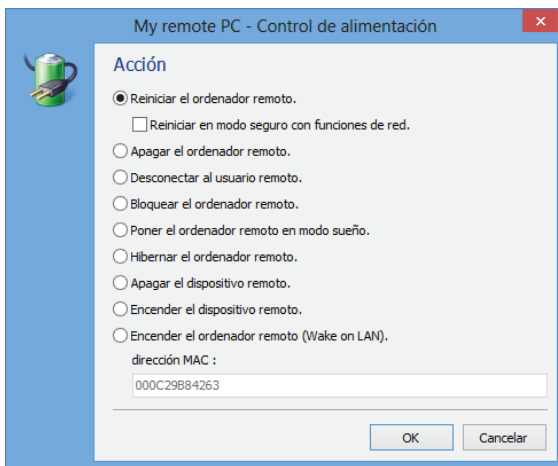 My remote PC - Control de alimentación
Acción
Reiniciar el ordenador remoto.
Reiniciar en modo seguro con funciones de red.
Apagar el ordenador remoto.
Desconectar al usuario remoto.
Bloquear el ordenador remoto.
Poner el ordenador remoto en modo sueño.
Hibernar el ordenador remoto.
Apagar el dispositivo remoto.
Encender el dispositivo remoto.
Encender el ordenador remoto (Wake on LAN).
dirección MAC :
000C29B84263
OK Cancelar